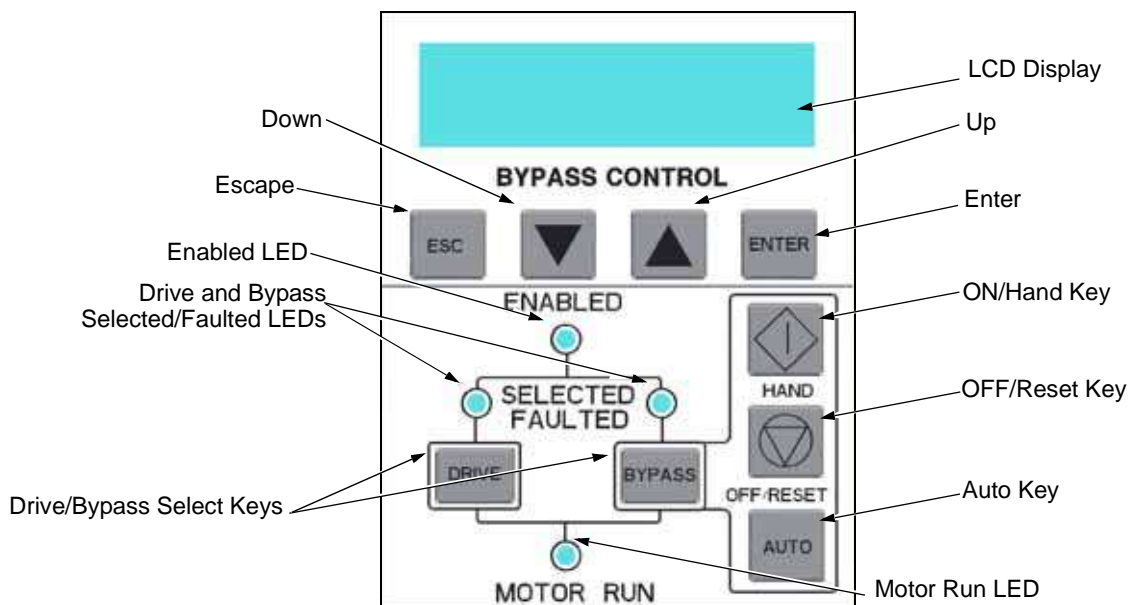 LCD Display
Down
Up
BYPASS CONTROL
Escape
Enter
ESC
ENTER
Enabled LED
ENABLED
Drive and Bypass
Selected/Faulted LEDs
ON/Hand Key
SELECTED
FAULTED
HAND
OFF/Reset Key
DRIVE
BYPASS
Drive/Bypass Select Keys
OFF/RESET
Auto Key
AUTO
MOTOR RUN
Motor Run LED